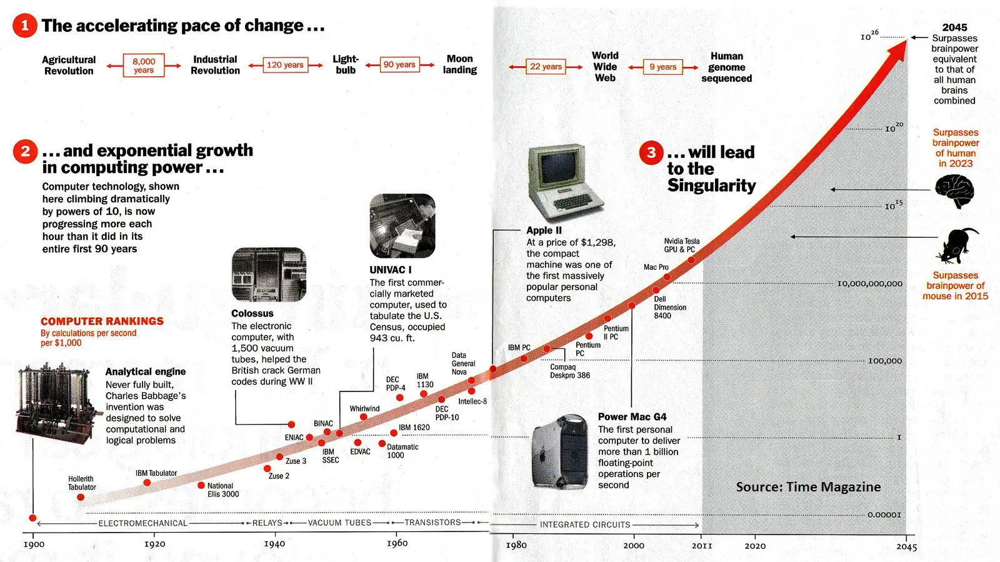 1 The accelerating pace of change...
Agricultural
Revolution
8,000
years
Industrial
Revolution
120 years
Light-
bulb
90 years
Moon
landing
22 years
World
Wide
Web
9 years
Human
genome
sequenced
10^26
2045
Surpasses
brainpower
equivalent
to that of
all human
brains
combined
2 ...and exponential growth
in computing power...
Computer technology, shown
here climbing dramatically
by powers of 10, is now
progressing more each
hour than it did in its
entire first 90 years
3 ...will lead
to the
Singularity
10^20
Surpasses
brainpower
of human
in 2023
10^15
Surpasses
brainpower of
mouse in 2015
10,000,000,000
100,000
1
0.00001
COMPUTER RANKINGS
By calculations per second
per $1,000
Analytical engine
Never fully built,
Charles Babbage's
invention was
designed to solve
computational and
logical problems
Colossus
The electronic
computer, with
1,500 vacuum
tubes, helped the
British crack German
codes during WW II
UNIVAC I
The first commer-
cially marketed
computer, used to
tabulate the U.S.
Census, occupied
943 cu. ft.
Apple II
At a price of $1,298,
the compact
machine was one of
the first massively
popular personal
computers
Power Mac G4
The first personal
computer to deliver
more than 1 billion
floating-point
operations per
second
Hollerith
Tabulator
IBM Tabulator
National
Ellis 3000
Zuse 2
Zuse 3
ENIAC
BINAC
IBM
SSEC
Whirlwind
EDVAC
Datamatic
1000
IBM 1620
DEC
PDP-4
IBM
1130
DEC
PDP-10
Data
General
Nova
Intellec-8
IBM PC
Compaq
Deskpro 386
Pentium
PC
Pentium
II PC
Dell
Dimension
8400
Mac Pro
Nvidia Tesla
GPU & PC
Source: Time Magazine
ELECTROMECHANICAL
RELAYS
VACUUM TUBES
TRANSISTORS
INTEGRATED CIRCUITS
1900
1920
1940
1960
1980
2000
2011
2020
2045